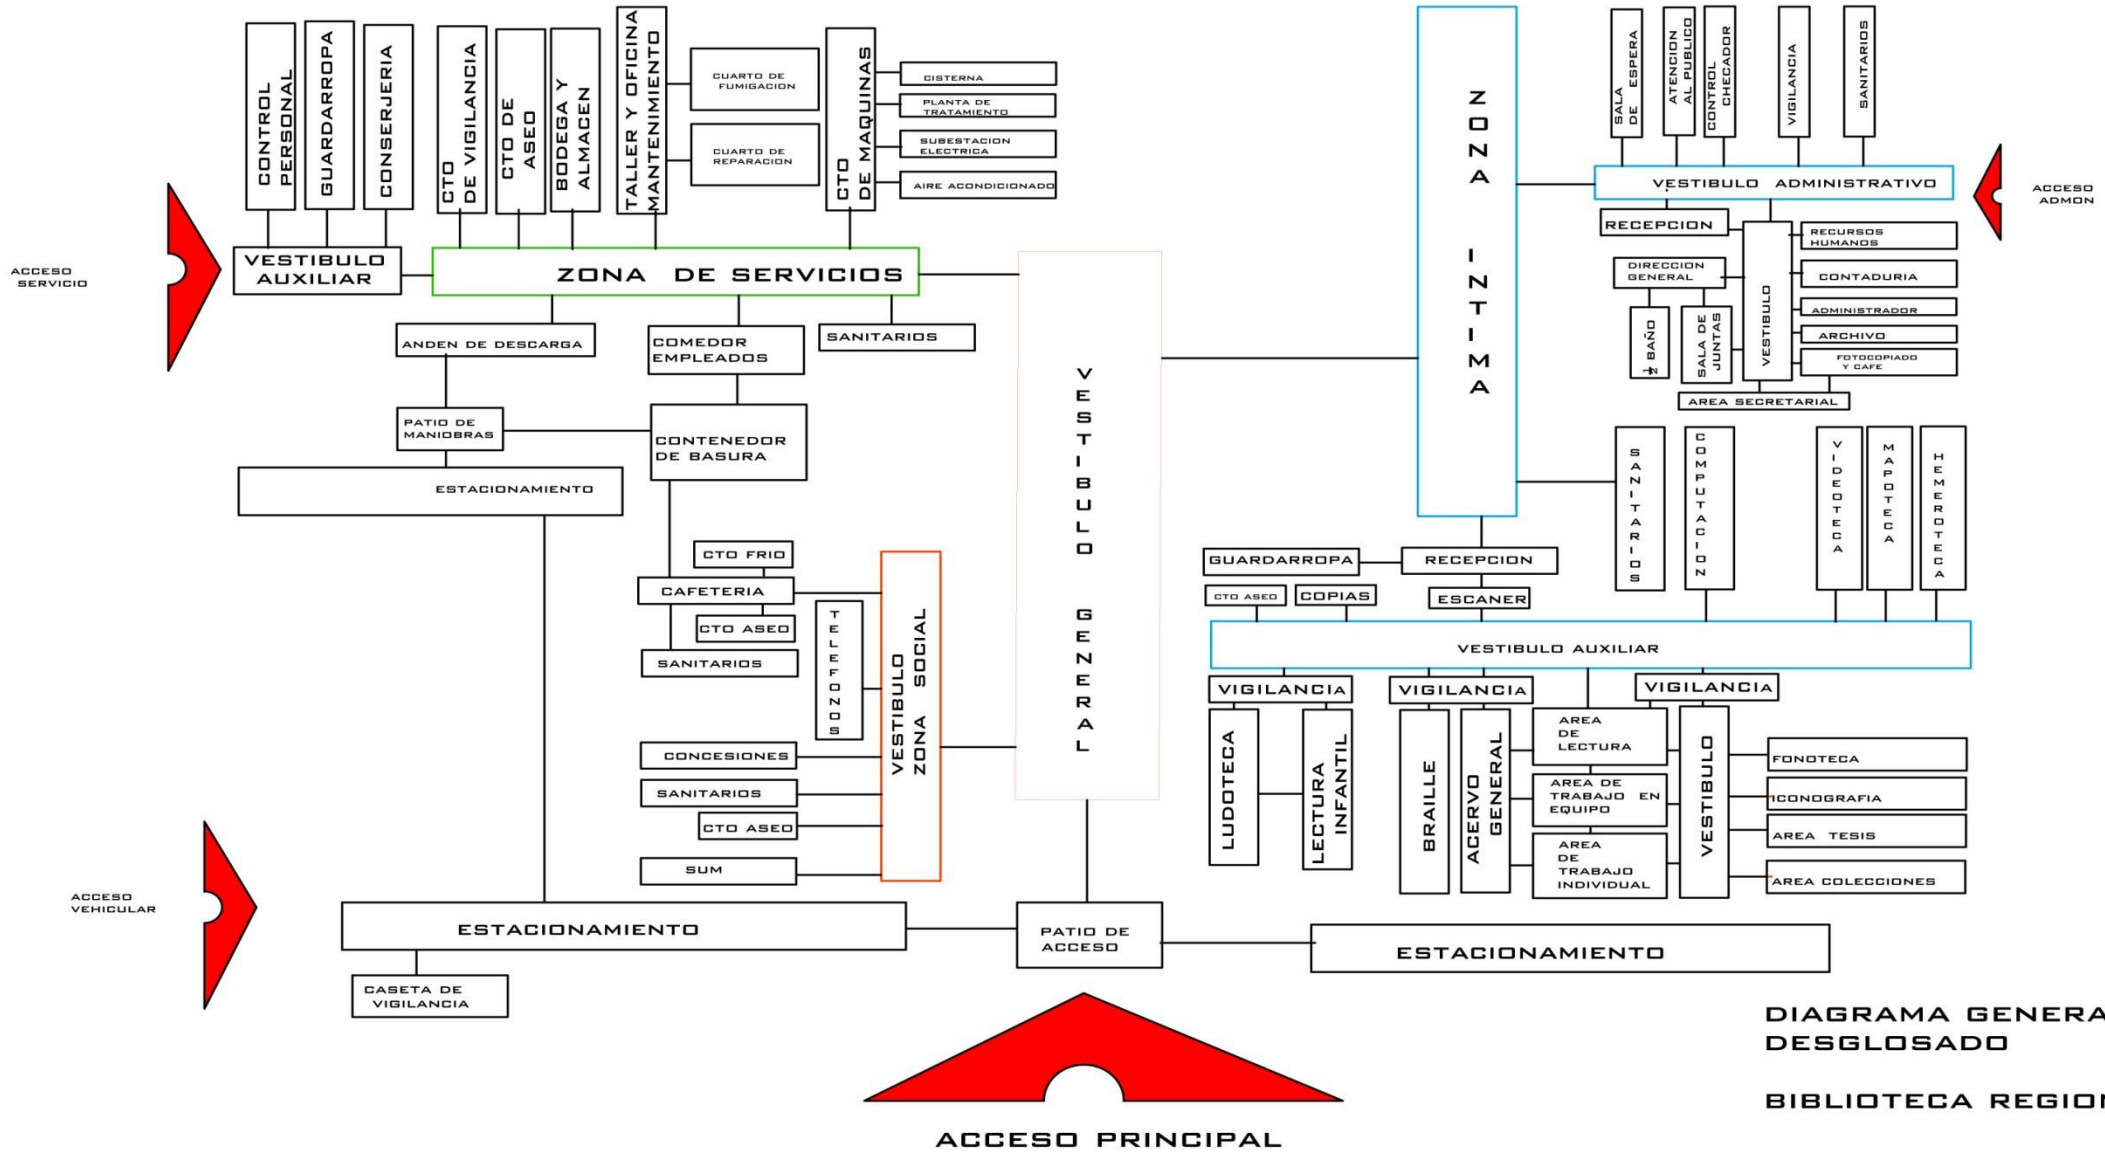 CONTROL
PERSONAL
GUARDARROPA
CONSERJERIA
CTO
DE VIGILANCIA
CTO DE
ASEO
BODEGA Y
ALMACEN
TALLER Y OFICINA
MANTENIMIENTO
CUARTO DE
FUMIGACION
CUARTO DE
REPARACION
CTO
DE MAQUINAS
CISTERNA
PLANTA DE
TRATAMIENTO
SUBESTACION
ELECTRICA
AIRE ACONDICIONADO
ACCESO
SERVICIO
VESTIBULO
AUXILIAR
ZONA DE SERVICIOS
ANDEN DE DESCARGA
COMEDOR
EMPLEADOS
SANITARIOS
PATIO DE
MANIOBRAS
CONTENEDOR
DE BASURA
ESTACIONAMIENTO
CTO FRIO
CAFETERIA
CTO ASEO
SANITARIOS
TELEFONOS
CONCESIONES
SANITARIOS
CTO ASEO
SUM
VESTIBULO
ZONA SOCIAL
VESTIBULO GENERAL
ZONA INTIMA
SALA
DE ESPERA
ATENCION
AL PUBLICO
CONTROL
CHECADOR
VIGILANCIA
SANITARIOS
VESTIBULO ADMINISTRATIVO
ACCESO
ADMON
RECEPCION
DIRECCION
GENERAL
BAÑO
SALA DE
JUNTAS
VESTIBULO
RECURSOS
HUMANOS
CONTADURIA
ADMINISTRADOR
ARCHIVO
FOTOCOPIADO
Y CAFE
AREA SECRETARIAL
SANITARIOS
COMPUTACION
VIDEOTECA
MAPOTECA
HEMEROTECA
GUARDARROPA
RECEPCION
CTO ASEO
COPIAS
ESCANER
VESTIBULO AUXILIAR
VIGILANCIA
VIGILANCIA
VIGILANCIA
LUDOTECA
LECTURA
INFANTIL
BRAILLE
ACERVO
GENERAL
AREA
DE
LECTURA
AREA DE
TRABAJO EN
EQUIPO
AREA
DE
TRABAJO
INDIVIDUAL
VESTIBULO
FONOTECA
ICONOGRAFIA
AREA TESIS
AREA COLECCIONES
ACCESO
VEHICULAR
ESTACIONAMIENTO
CASETA DE
VIGILANCIA
PATIO DE
ACCESO
ESTACIONAMIENTO
ACCESO PRINCIPAL
DIAGRAMA GENERA
DESGLOSADO
BIBLIOTECA REGION